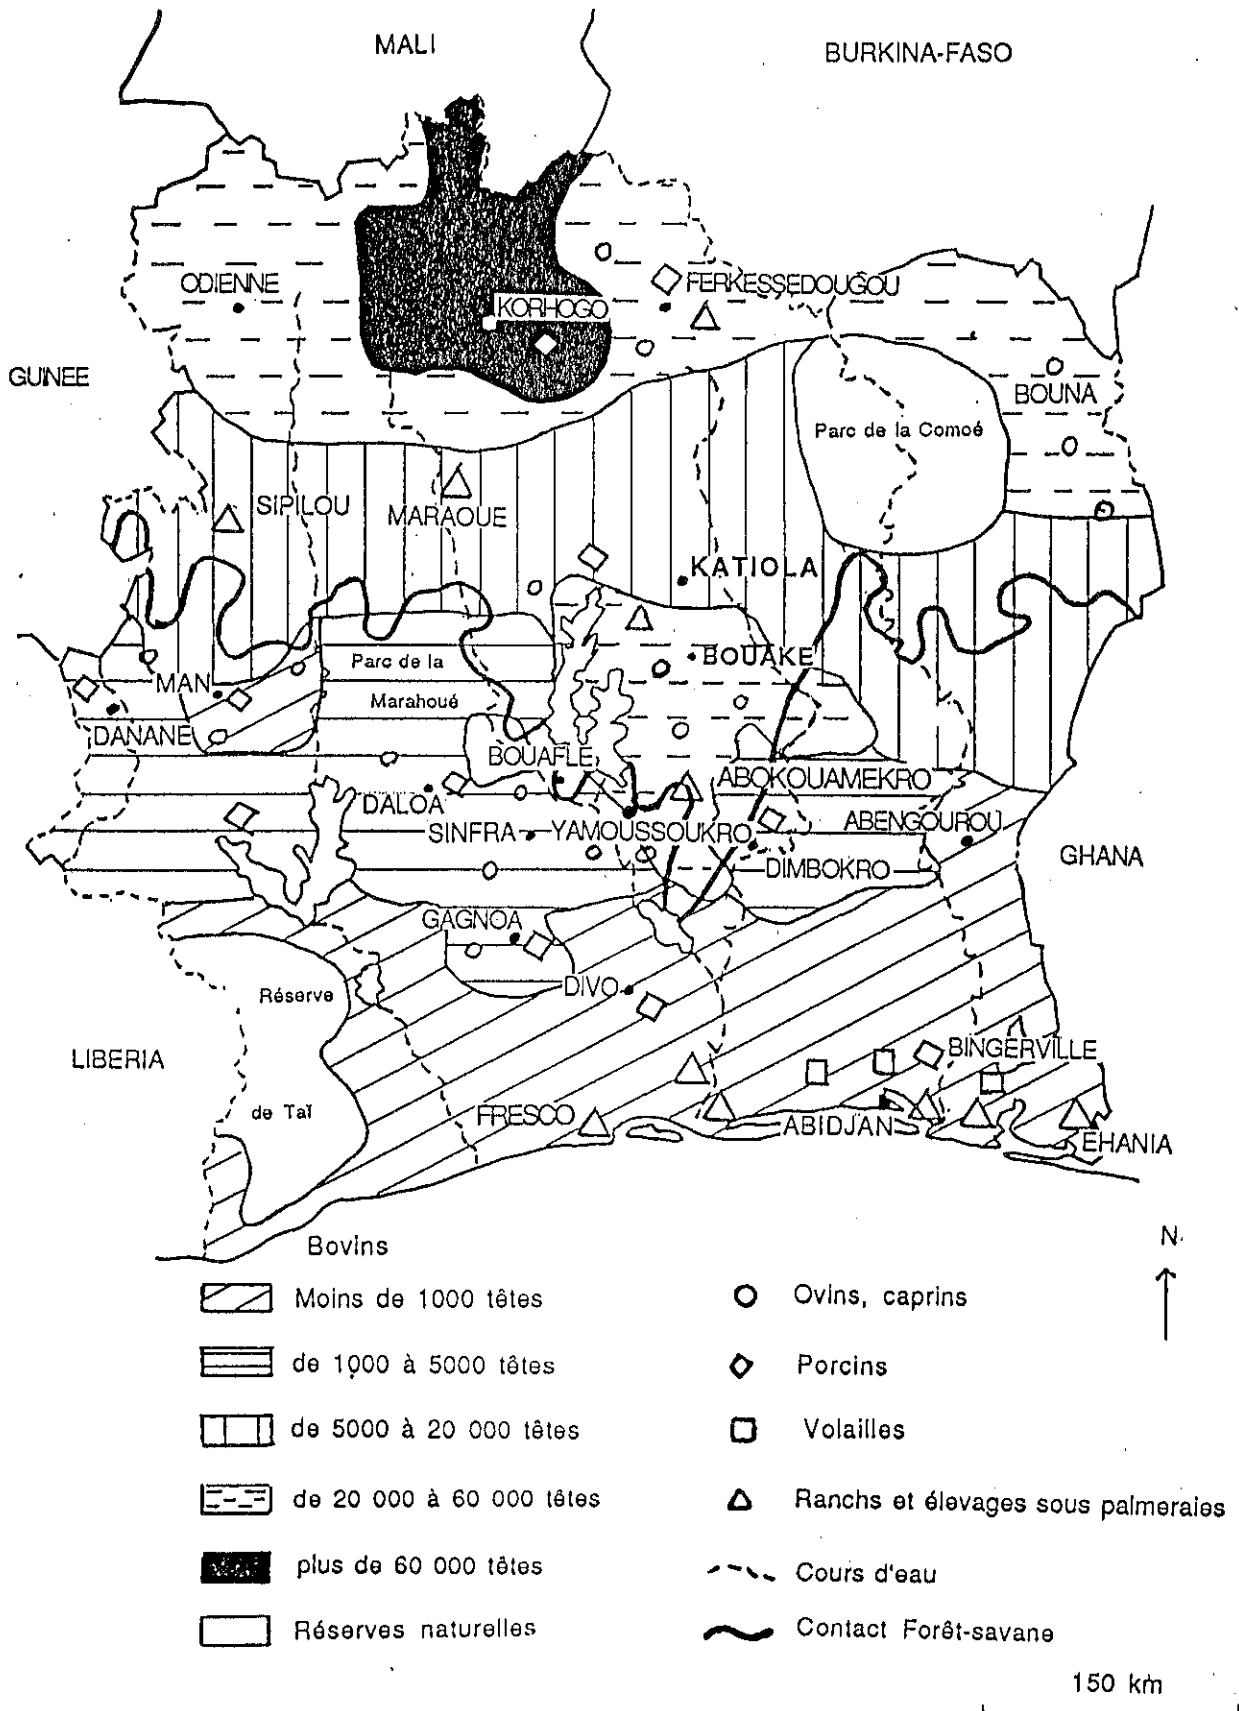 MALI
BURKINA-FASO
ODIENNE
FERKESSEDOUGOU
KORHOGO
GUINEE
BOUNA
Parc de la Comoé
SIPILOU
MARAOUE
KATIOLA
Parc de la
BOUAKE
MAN
Marahoué
DANANE
BOUAFLE
ABOKOUAMEKRO
DALOA
SINFRA
YAMOUSSOUKRO
ABENGOUROU
GHANA
DIMBOKRO
GAGNOA
DIVO
Réserve
LIBERIA
BINGERVILLE
de Taï
FRESCO
ABIDJAN
EHANIA
N
Bovins
Moins de 1000 têtes
de 1000 à 5000 têtes
de 5000 à 20 000 têtes
de 20 000 à 60 000 têtes
plus de 60 000 têtes
Réserves naturelles
Ovins, caprins
Porcins
Volailles
Ranchs et élevages sous palmeraies
Cours d'eau
Contact Forêt-savane
150 km